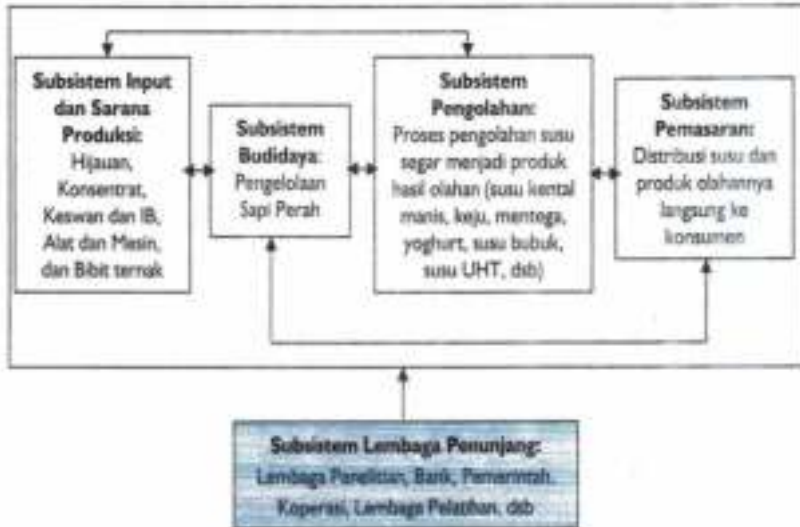 Subsistem Input
dan Sarana
Produksi:
Hijauan,
Konsentrat,
Keswan dan IB,
Alat dan Mesin,
dan Bibit ternak
Subsistem
Budidaya:
Pengelolaan
Sapi Perah
Subsistem
Pengolahan:
Proses pengolahan susu
segar menjadi produk
hasil olahan (susu kental
manis, keju, mentega,
yoghurt, susu bubuk,
susu UHT, dsb)
Subsistem
Pemasaran:
Distribusi susu dan
produk olahannya
langsung ke
konsumen
Subsistem Lembaga Penunjang:
Lembaga Penelitian, Bank, Pemerintah,
Koperasi, Lembaga Pelatihan, dsb